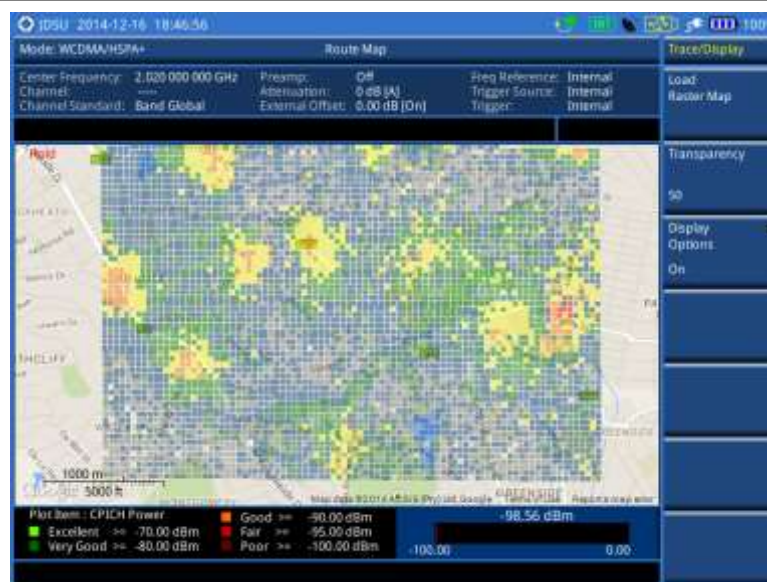 JDSU 2014-12-16 18:46:56
100%
Mode: WCDMA/HSPA+
Route Map
Trace/Display
Center Frequency: 2.020 000 000 GHz
Channel: ----
Channel Standard: Band Global
Preamp: Off
Attenuation: 0 dB [A]
External Offset: 0.00 dB [On]
Freq Reference: Internal
Trigger Source: Internal
Trigger: Internal
Load
Raster Map
Transparency
50
Display
Options
On
Hold
1000 m
5000 ft
Plot Item : CPICH Power
Excellent >= -70.00 dBm
Very Good >= -80.00 dBm
Good >= -90.00 dBm
Fair >= -95.00 dBm
Poor >= -100.00 dBm
-98.56 dBm
-100.00
0.00